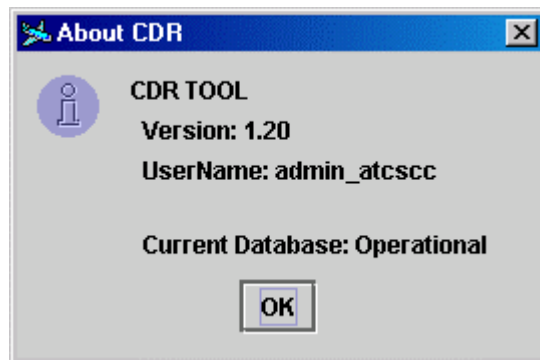 About CDR
CDR TOOL
Version: 1.20
UserName: admin_atcscc
Current Database: Operational
OK